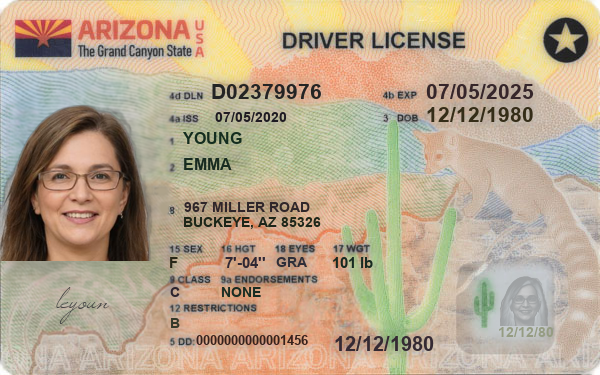 ARIZONA USA
The Grand Canyon State
DRIVER LICENSE
4d DLN D02379976 4b EXP 07/05/2025
4a ISS 07/05/2020 3 DOB 12/12/1980
1 YOUNG
2 EMMA
8 967 MILLER ROAD
BUCKEYE, AZ 85326
15 SEX 16 HGT 18 EYES 17 WGT
F 7'-04" GRA 101 lb
9 CLASS 9a ENDORSEMENTS
C NONE
12 RESTRICTIONS
B
leyoun
5 DD: 0000000000001456 12/12/1980
12/12/80
ARIZONA ARIZONA ARIZONA ARIZONA